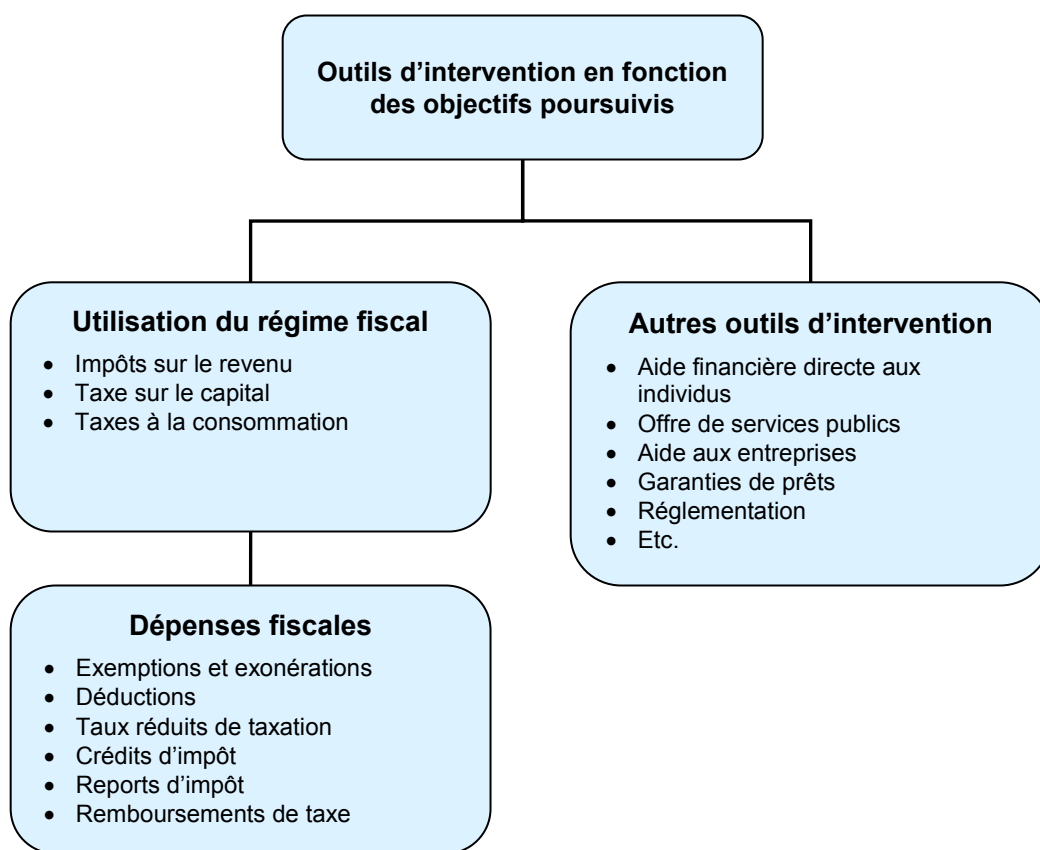 Outils d'intervention en fonction
des objectifs poursuivis
Utilisation du régime fiscal
• Impôts sur le revenu
• Taxe sur le capital
• Taxes à la consommation
Autres outils d'intervention
• Aide financière directe aux
individus
• Offre de services publics
• Aide aux entreprises
• Garanties de prêts
• Réglementation
• Etc.
Dépenses fiscales
• Exemptions et exonérations
• Déductions
• Taux réduits de taxation
• Crédits d'impôt
• Reports d'impôt
• Remboursements de taxe